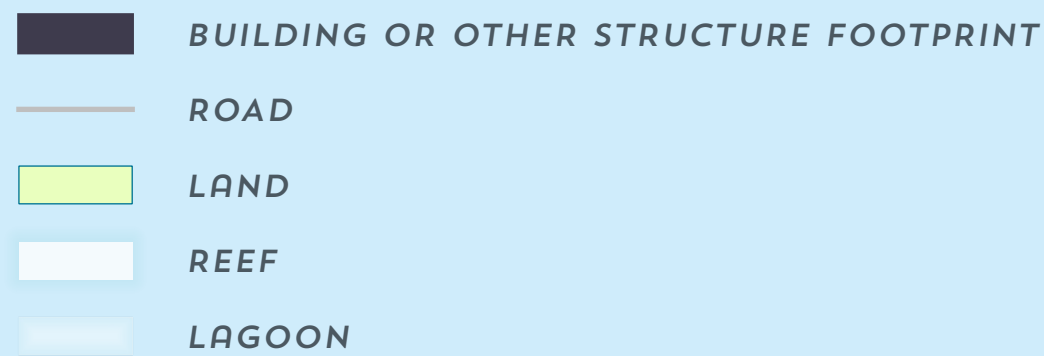 BUILDING OR OTHER STRUCTURE FOOTPRINT
ROAD
LAND
REEF
LAGOON